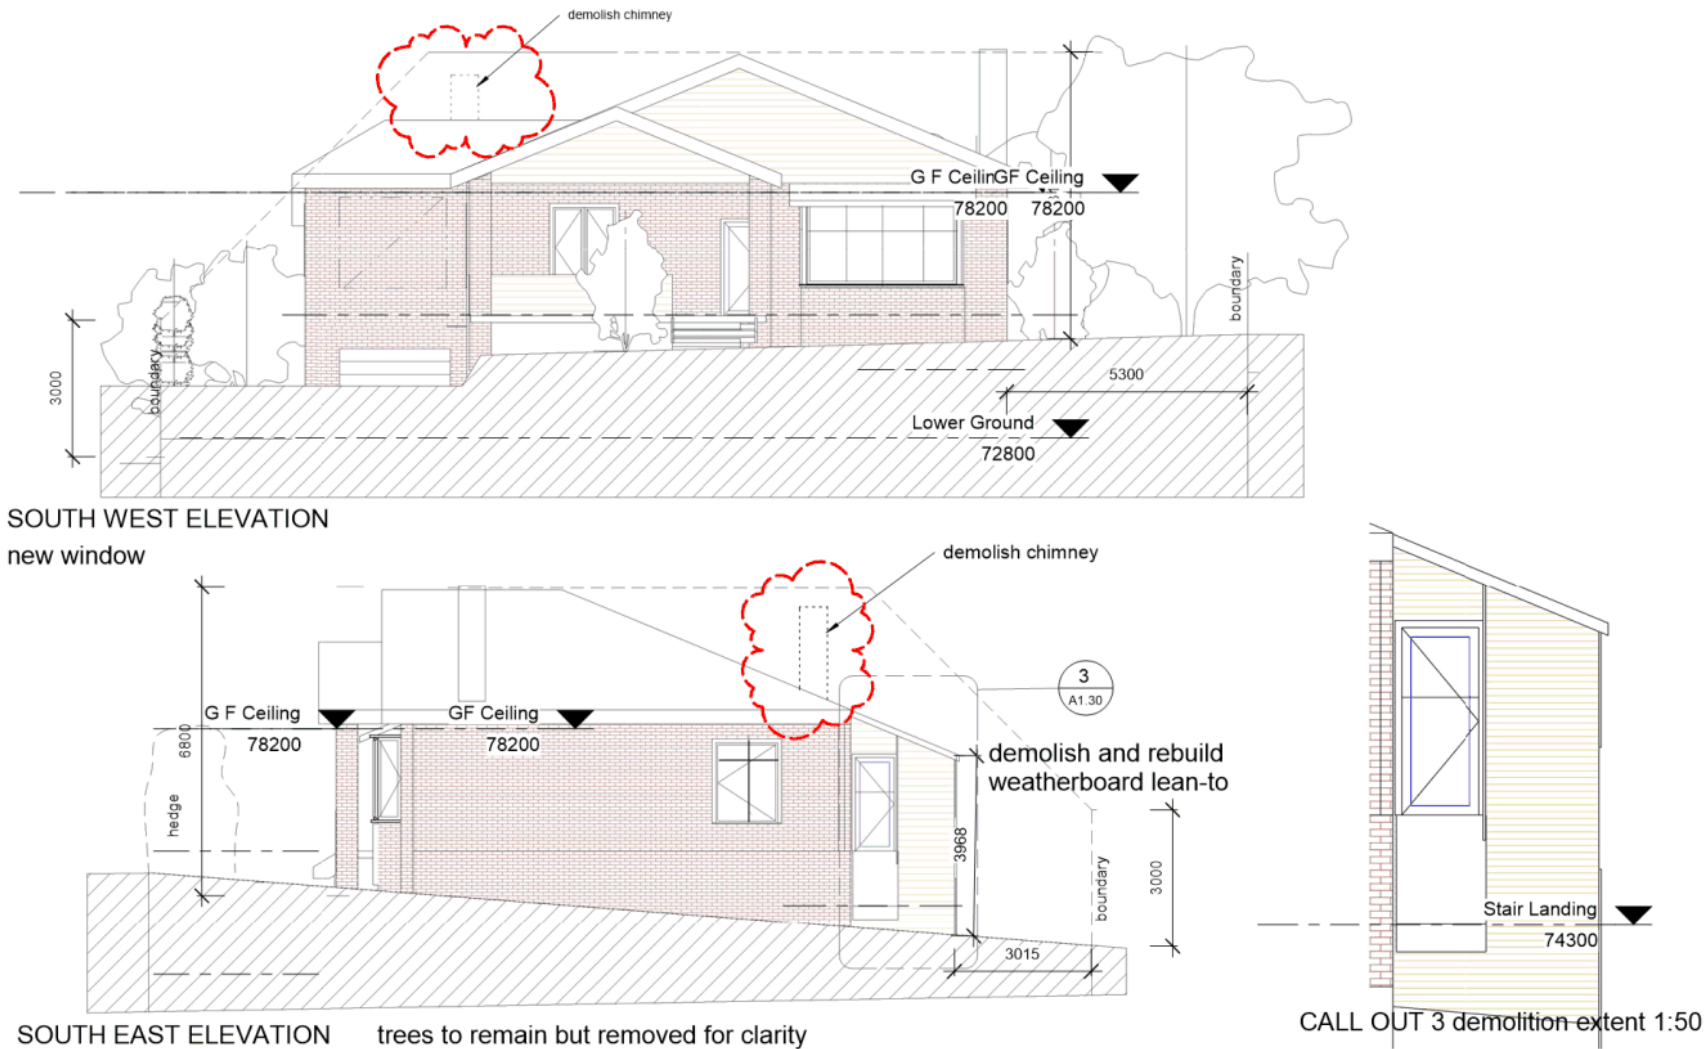 demolish chimney
G F Ceilin
GF Ceiling
78200
78200
boundary
boundary
3000
5300
Lower Ground
72800
SOUTH WEST ELEVATION
new window
demolish chimney
3
A1.30
G F Ceiling
78200
GF Ceiling
78200
6800
hedge
demolish and rebuild
weatherboard lean-to
3968
boundary
3000
3015
SOUTH EAST ELEVATION
trees to remain but removed for clarity
Stair Landing
74300
CALL OUT 3 demolition extent 1:50